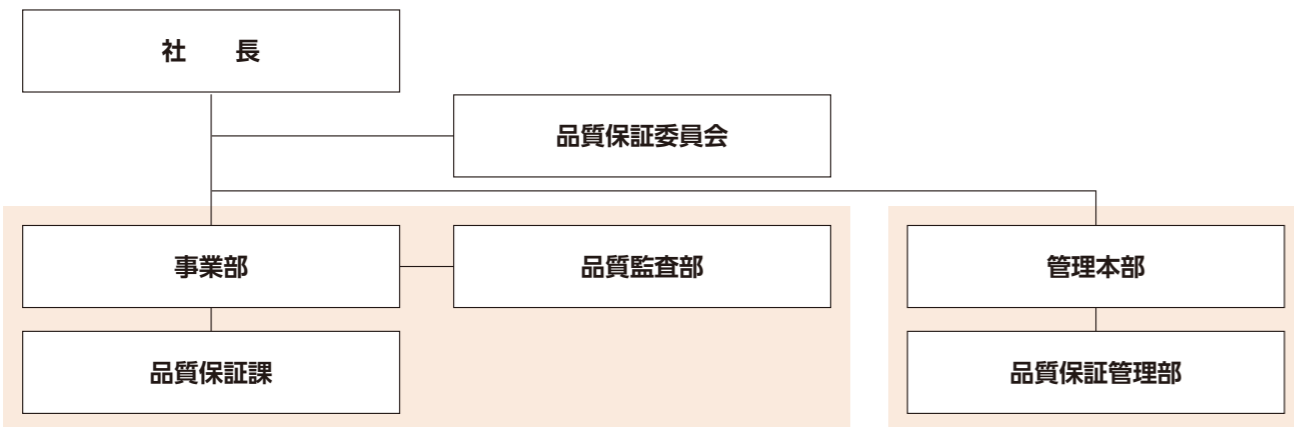 社　長
品質保証委員会
事業部
品質監査部
管理本部
品質保証課
品質保証管理部